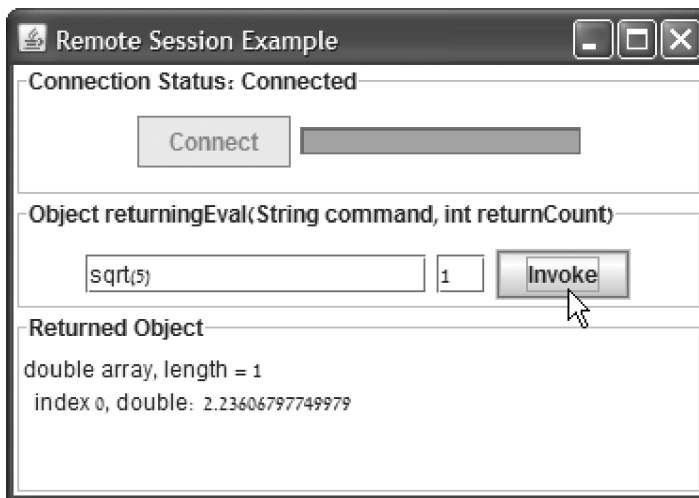 Remote Session Example
Connection Status: Connected
Connect
Object returningEval(String command, int returnCount)
sqrt(5) 1 Invoke
Returned Object
double array, length = 1
index 0, double: 2.23606797749979